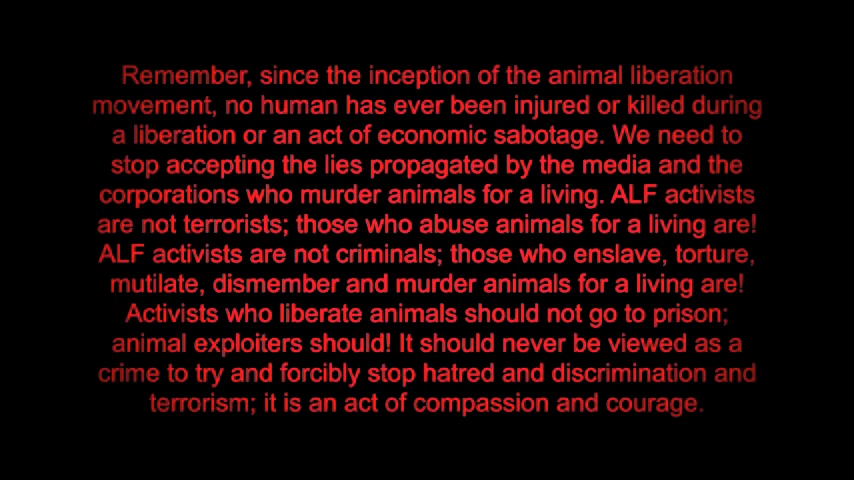 Remember, since the inception of the animal liberation
movement, no human has ever been injured or killed during
a liberation or an act of economic sabotage. We need to
stop accepting the lies propagated by the media and the
corporations who murder animals for a living. ALF activists
are not terrorists; those who abuse animals for a living are!
ALF activists are not criminals; those who enslave, torture,
mutilate, dismember and murder animals for a living are!
Activists who liberate animals should not go to prison;
animal exploiters should! It should never be viewed as a
crime to try and forcibly stop hatred and discrimination and
terrorism; it is an act of compassion and courage.